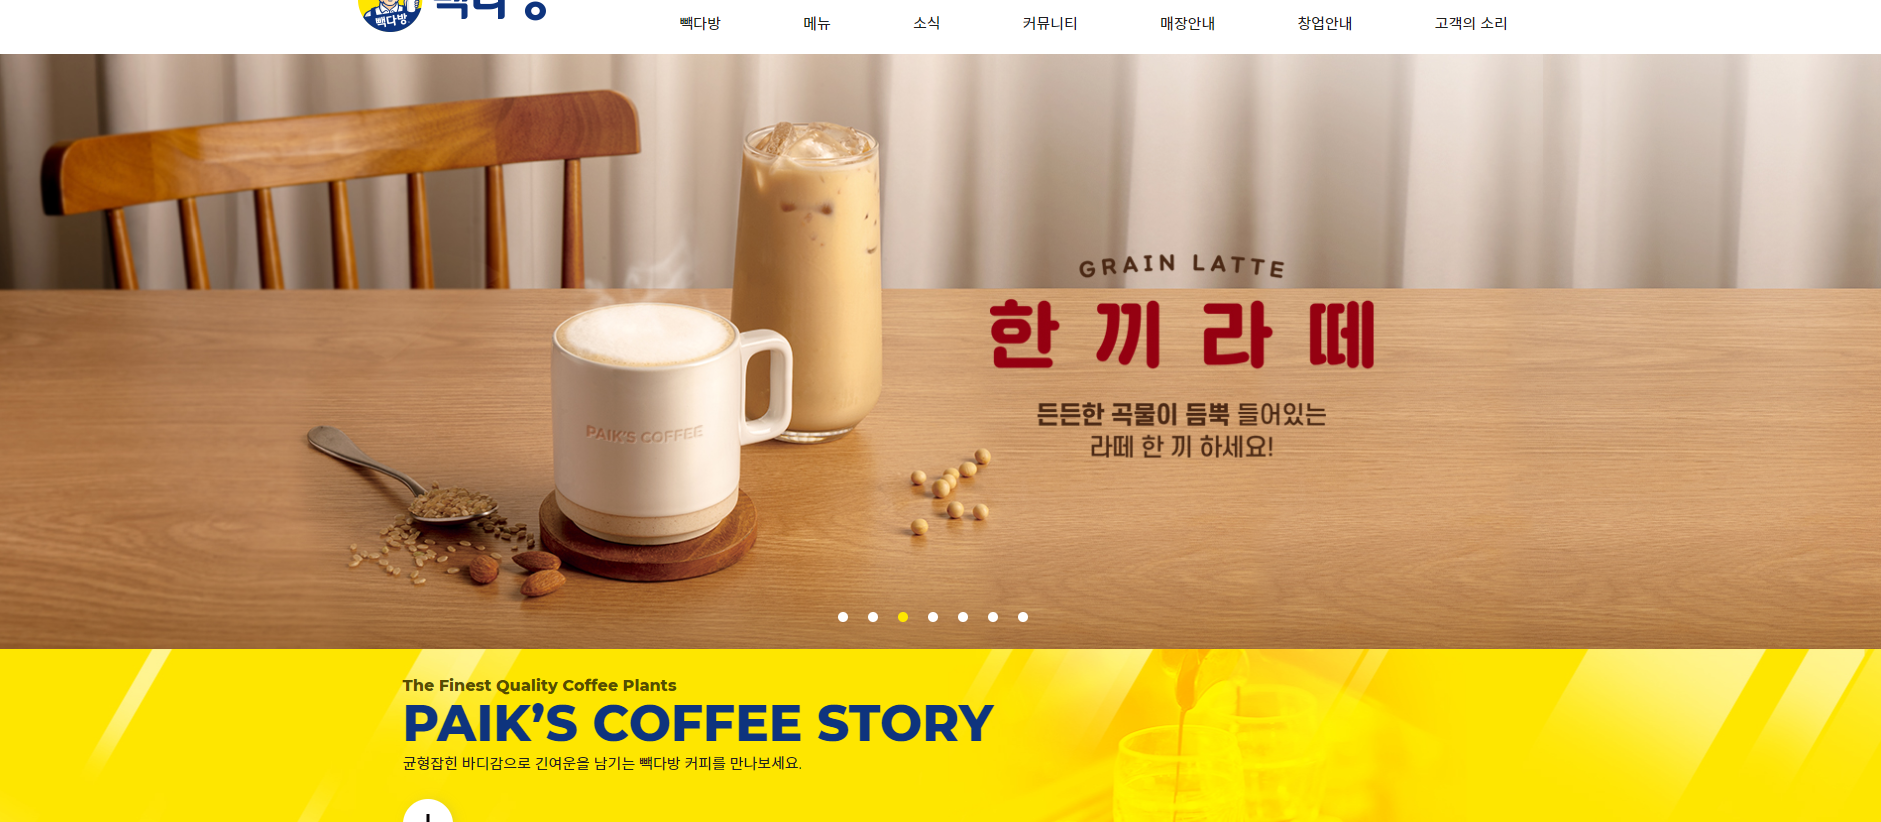 빽다방
빽다방
빽다방
메뉴
소식
커뮤니티
매장안내
창업안내
고객의 소리
GRAIN LATTE
한 끼 라 떼
든든한 곡물이 듬뿍 들어있는
라떼 한 끼 하세요!
PAIK'S COFFEE
The Finest Quality Coffee Plants
PAIK’S COFFEE STORY
균형잡힌 바디감으로 긴여운을 남기는 빽다방 커피를 만나보세요.